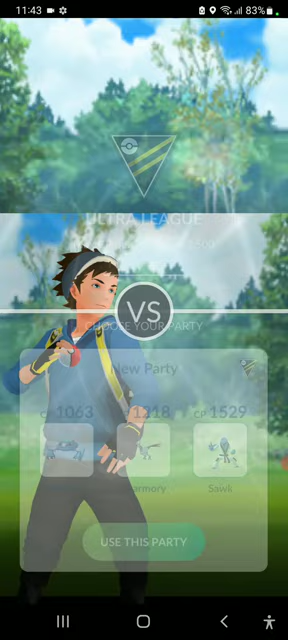 11:43
83%
ULTRA LEAGUE
VS
CHOOSE YOUR PARTY
New Party
CP 1063
1218
CP 1529
Sawk
USE THIS PARTY